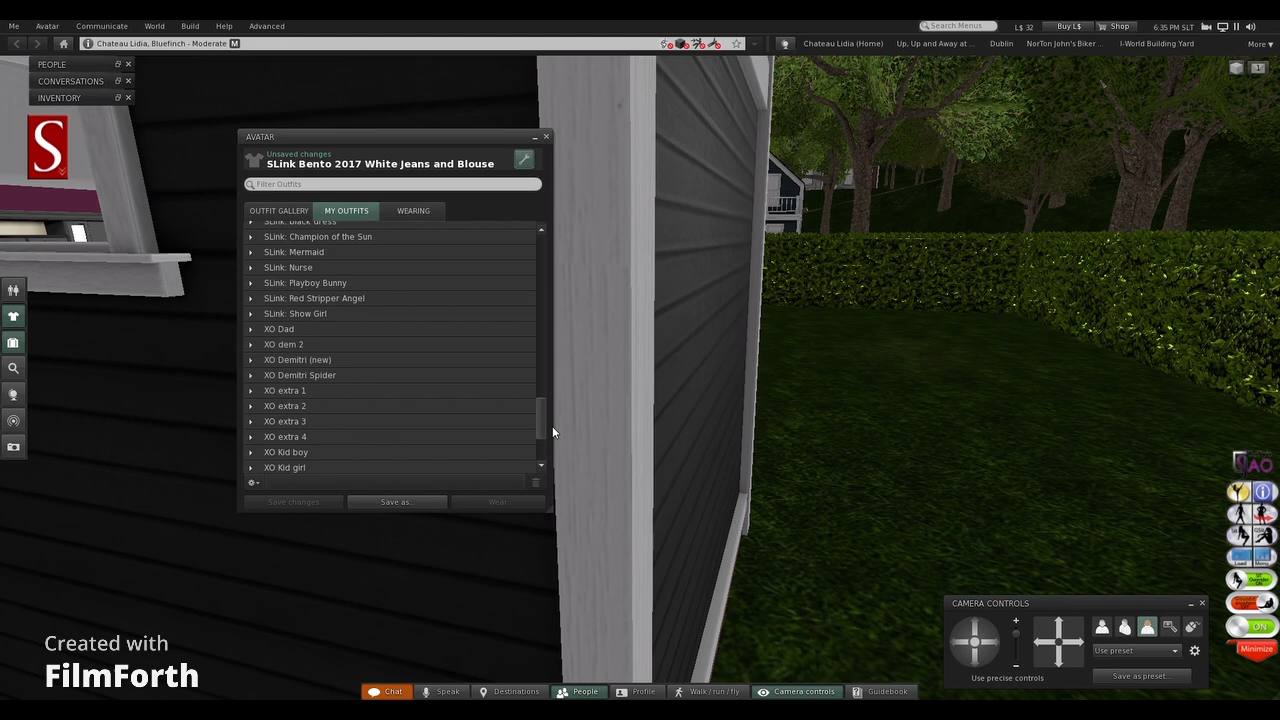 Me Avatar Communicate World Build Help Advanced
Search Menus L$ 32 Buy L$ Shop 6:35 PM SLT
Chateau Lidia, Bluefinch - Moderate M
Chateau Lidia (Home) Up, Up and Away at ... Dublin NorTon John's Biker ... I-World Building Yard More ▼
PEOPLE
CONVERSATIONS
INVENTORY
S
AVATAR
Unsaved changes
SLink Bento 2017 White Jeans and Blouse
Filter Outfits
OUTFIT GALLERY MY OUTFITS WEARING
SLink: black dress
SLink: Champion of the Sun
SLink: Mermaid
SLink: Nurse
SLink: Playboy Bunny
SLink: Red Stripper Angel
SLink: Show Girl
XO Dad
XO dem 2
XO Demitri (new)
XO Demitri Spider
XO extra 1
XO extra 2
XO extra 3
XO extra 4
XO Kid boy
XO Kid girl
Save changes Save as... Wear
AO
Load Menu
ON
Minimize
CAMERA CONTROLS
Use preset
Use precise controls
Save as preset...
Created with
FilmForth
Chat Speak Destinations People Profile Walk / run / fly Camera controls Guidebook